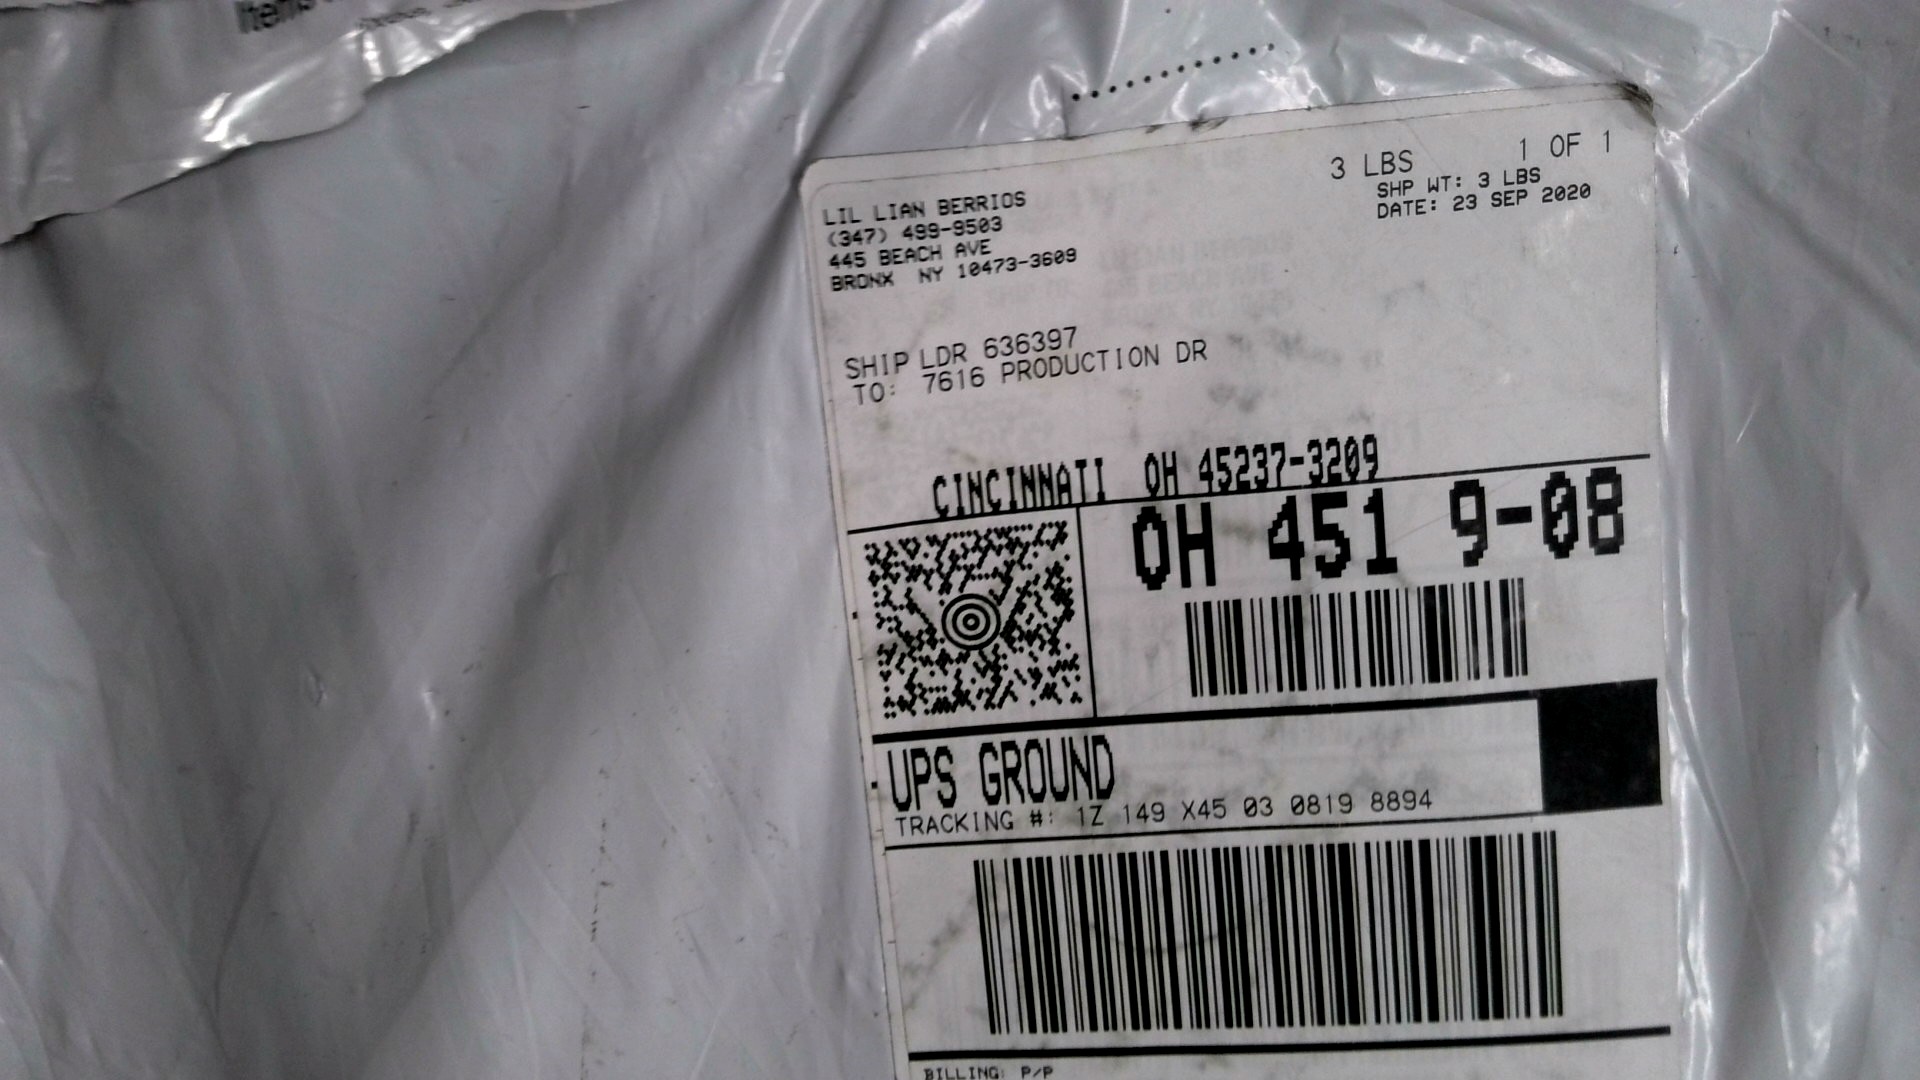 Items
3 LBS 1 OF 1
SHP WT: 3 LBS
DATE: 23 SEP 2020
LIL LIAN BERRIOS
(347) 499-9503
445 BEACH AVE
BRONX NY 10473-3609
SHIP LDR 636397
TO: 7616 PRODUCTION DR
CINCINNATI OH 45237-3209
OH 451 9-08
UPS GROUND
TRACKING #: 1Z 149 X45 03 0819 8894
BILLING: P/P